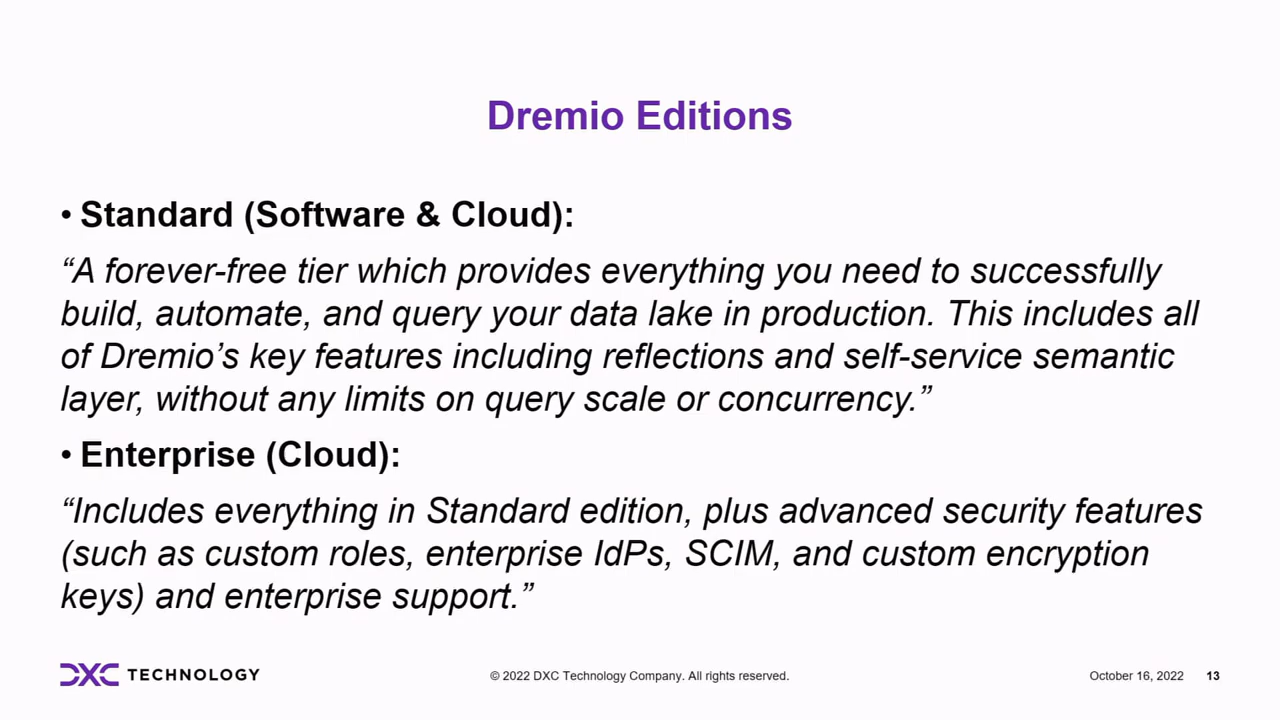 Dremio Editions
• Standard (Software & Cloud):
“A forever-free tier which provides everything you need to successfully
build, automate, and query your data lake in production. This includes all
of Dremio’s key features including reflections and self-service semantic
layer, without any limits on query scale or concurrency.”
• Enterprise (Cloud):
“Includes everything in Standard edition, plus advanced security features
(such as custom roles, enterprise IdPs, SCIM, and custom encryption
keys) and enterprise support.”
DXC TECHNOLOGY
© 2022 DXC Technology Company. All rights reserved.
October 16, 2022 13